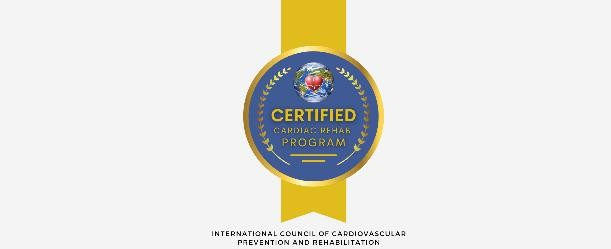 CERTIFIED
CARDIAC REHAB
PROGRAM
INTERNATIONAL COUNCIL OF CARDIOVASCULAR
PREVENTION AND REHABILITATION